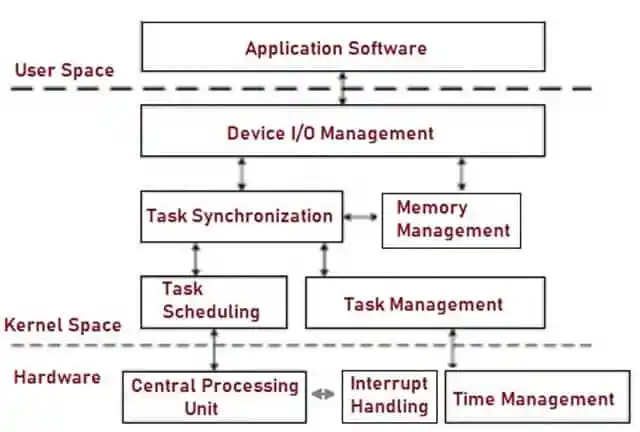 Application Software
User Space
Device I/O Management
Task Synchronization
Memory
Management
Task
Scheduling
Task Management
Kernel Space
Hardware
Central Processing
Unit
Interrupt
Handling
Time Management